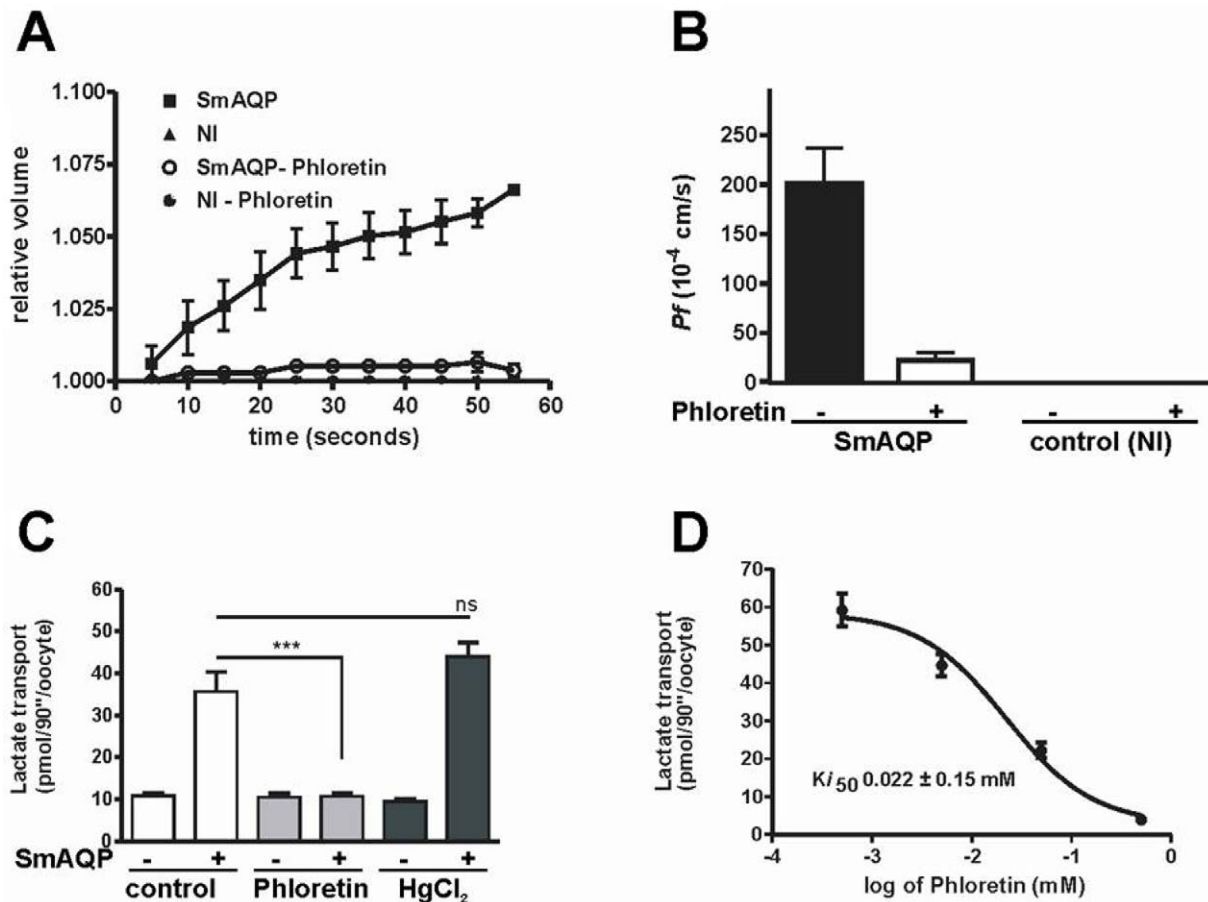 A
1.100
1.075
1.050
1.025
1.000
relative volume
SmAQP
NI
SmAQP- Phloretin
NI - Phloretin
0 10 20 30 40 50 60
time (seconds)
B
250
200
150
100
50
0
Pf (10⁻⁴ cm/s)
Phloretin - + - +
SmAQP control (NI)
C
60
50
40
30
20
10
0
Lactate transport
(pmol/90"/oocyte)
ns
***
SmAQP - + - + - +
control Phloretin HgCl₂
D
70
60
50
40
30
20
10
0
Lactate transport
(pmol/90"/oocyte)
Ki 50 0.022 ± 0.15 mM
-4 -3 -2 -1 0
log of Phloretin (mM)